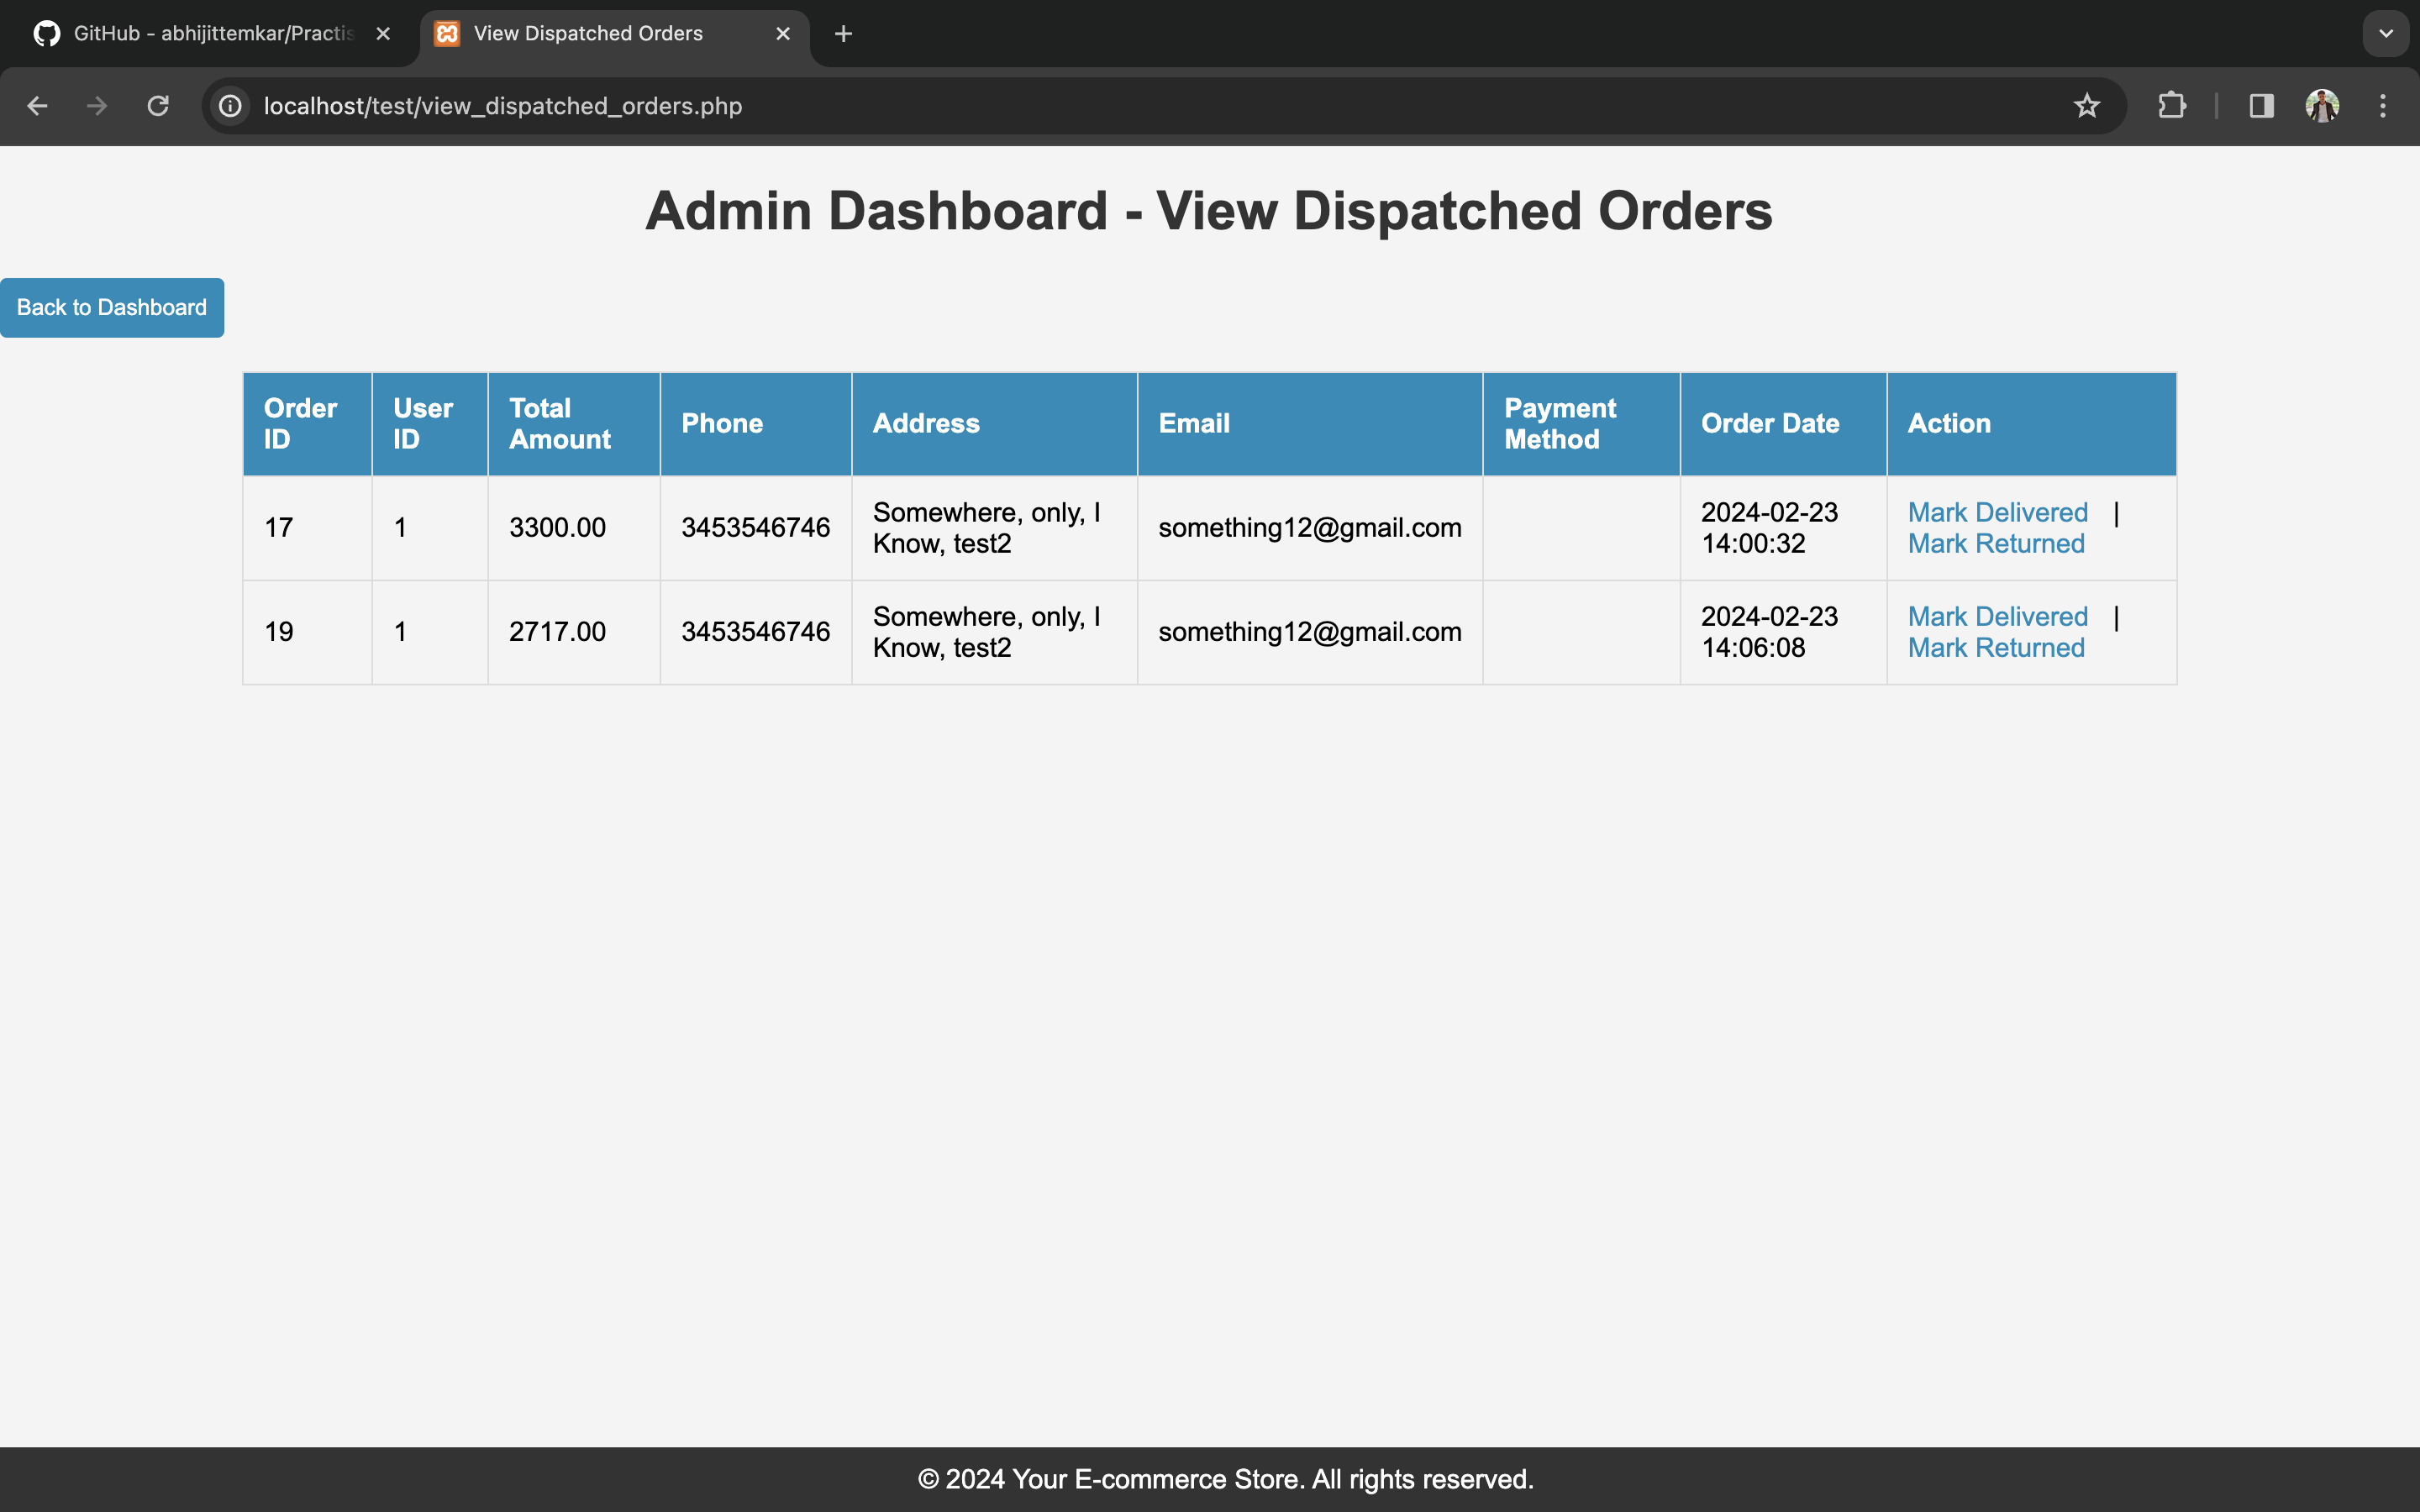 GitHub - abhijittemkar/Practis
View Dispatched Orders
localhost/test/view_dispatched_orders.php
Admin Dashboard - View Dispatched Orders
Back to Dashboard
Order ID
User ID
Total Amount
Phone
Address
Email
Payment Method
Order Date
Action
17
1
3300.00
3453546746
Somewhere, only, I
Know, test2
something12@gmail.com
2024-02-23
14:00:32
Mark Delivered |
Mark Returned
19
1
2717.00
3453546746
Somewhere, only, I
Know, test2
something12@gmail.com
2024-02-23
14:06:08
Mark Delivered |
Mark Returned
© 2024 Your E-commerce Store. All rights reserved.